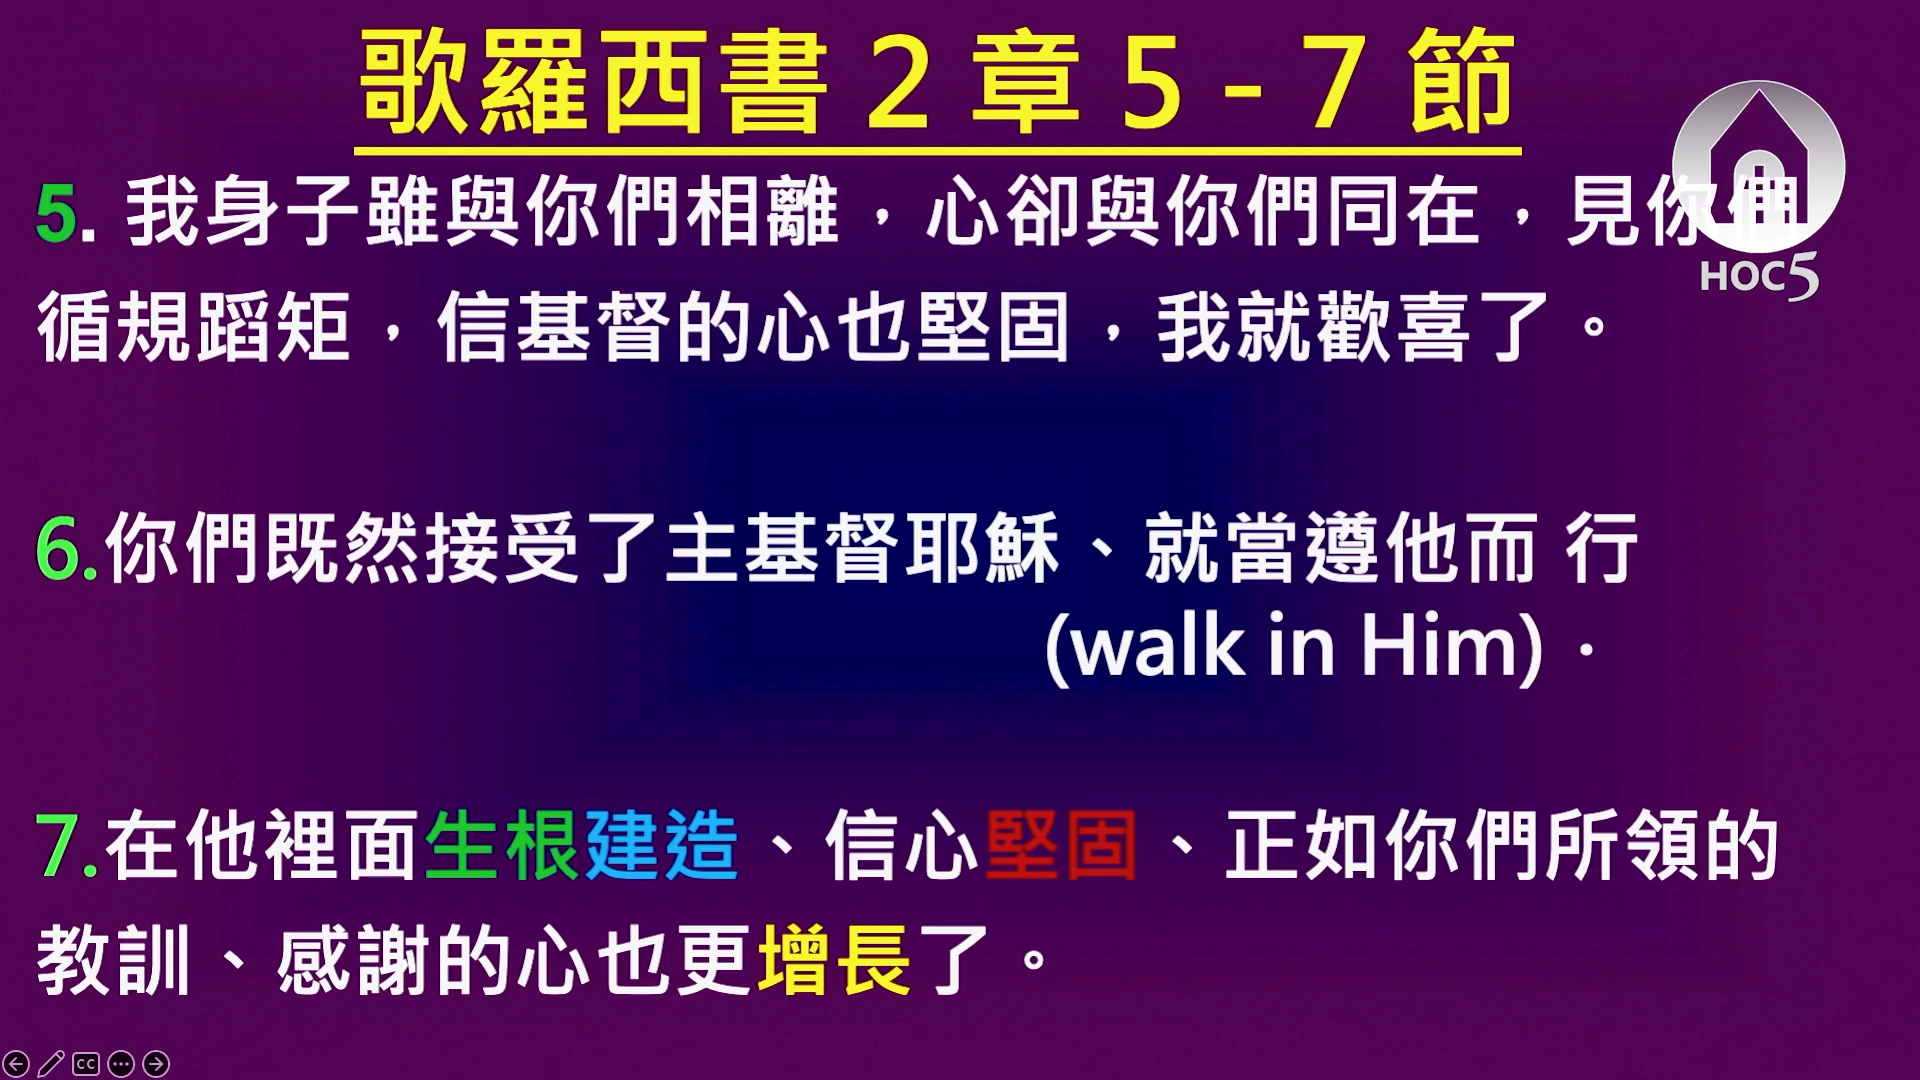 歌羅西書 2 章 5 - 7 節
5. 我身子雖與你們相離，心卻與你們同在，見你們
HOC5
循規蹈矩，信基督的心也堅固，我就歡喜了。
6.你們既然接受了主基督耶穌、就當遵他而 行
(walk in Him)．
7.在他裡面生根建造、信心堅固、正如你們所領的
教訓、感謝的心也更增長了。
CC